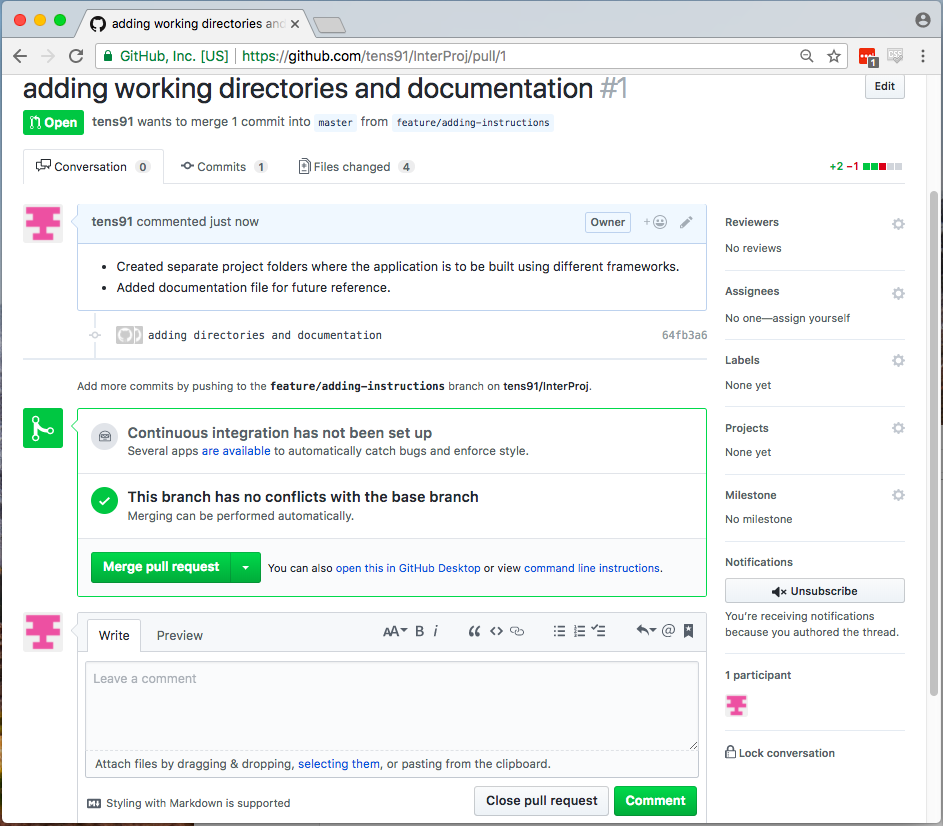 adding working directories and
GitHub, Inc. [US] https://github.com/tens91/InterProj/pull/1
1
adding working directories and documentation #1
Edit
Open
tens91 wants to merge 1 commit into master from feature/adding-instructions
Conversation 0
Commits 1
Files changed 4
+2 −1
tens91 commented just now
Owner
• Created separate project folders where the application is to be built using different frameworks.
• Added documentation file for future reference.
adding directories and documentation
64fb3a6
Add more commits by pushing to the feature/adding-instructions branch on tens91/InterProj.
Continuous integration has not been set up
Several apps are available to automatically catch bugs and enforce style.
This branch has no conflicts with the base branch
Merging can be performed automatically.
Merge pull request
You can also open this in GitHub Desktop or view command line instructions.
Write
Preview
AA B i
Leave a comment
Attach files by dragging & dropping, selecting them, or pasting from the clipboard.
Styling with Markdown is supported
Close pull request
Comment
Reviewers
No reviews
Assignees
No one—assign yourself
Labels
None yet
Projects
None yet
Milestone
No milestone
Notifications
Unsubscribe
You're receiving notifications
because you authored the thread.
1 participant
Lock conversation